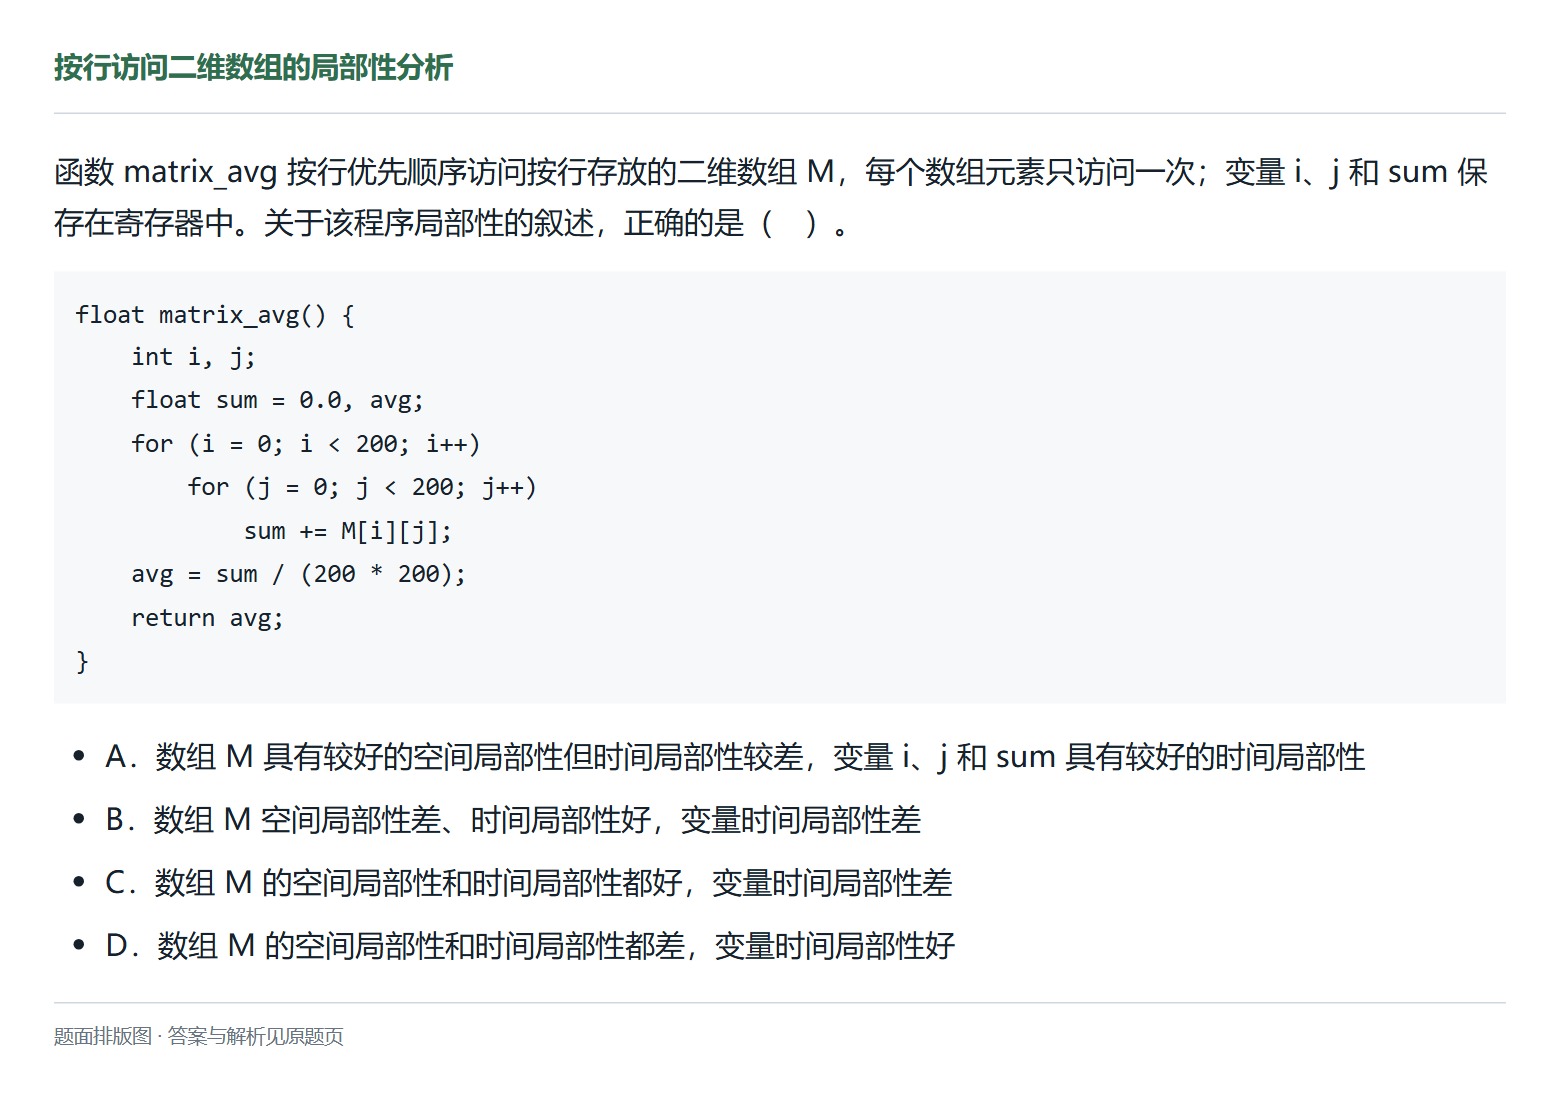 按行访问二维数组的局部性分析
函数 matrix_avg 按行优先顺序访问按行存放的二维数组 M，每个数组元素只访问一次；变量 i、j 和 sum 保
存在寄存器中。关于该程序局部性的叙述，正确的是（　）。
float matrix_avg() {
    int i, j;
    float sum = 0.0, avg;
    for (i = 0; i < 200; i++)
        for (j = 0; j < 200; j++)
            sum += M[i][j];
    avg = sum / (200 * 200);
    return avg;
}
• A．数组 M 具有较好的空间局部性但时间局部性较差，变量 i、j 和 sum 具有较好的时间局部性
• B．数组 M 空间局部性差、时间局部性好，变量时间局部性差
• C．数组 M 的空间局部性和时间局部性都好，变量时间局部性差
• D．数组 M 的空间局部性和时间局部性都差，变量时间局部性好
题面排版图 · 答案与解析见原题页